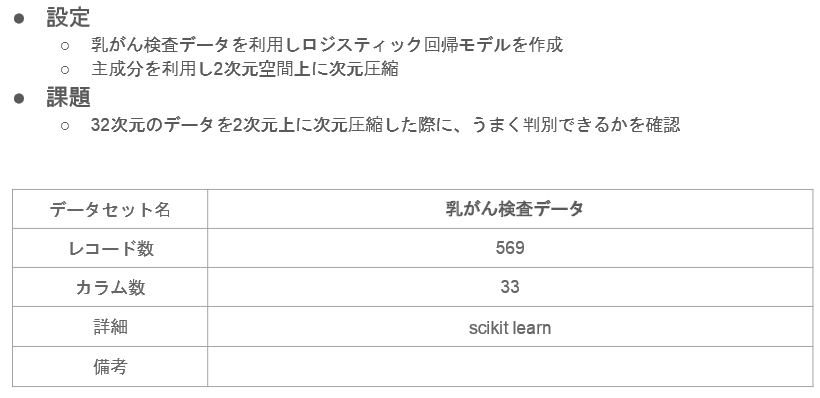 ● 設定
○ 乳がん検査データを利用しロジスティック回帰モデルを作成
○ 主成分を利用し2次元空間上に次元圧縮
● 課題
○ 32次元のデータを2次元上に次元圧縮した際に、うまく判別できるかを確認
データセット名 乳がん検査データ
レコード数 569
カラム数 33
詳細 scikit learn
備考